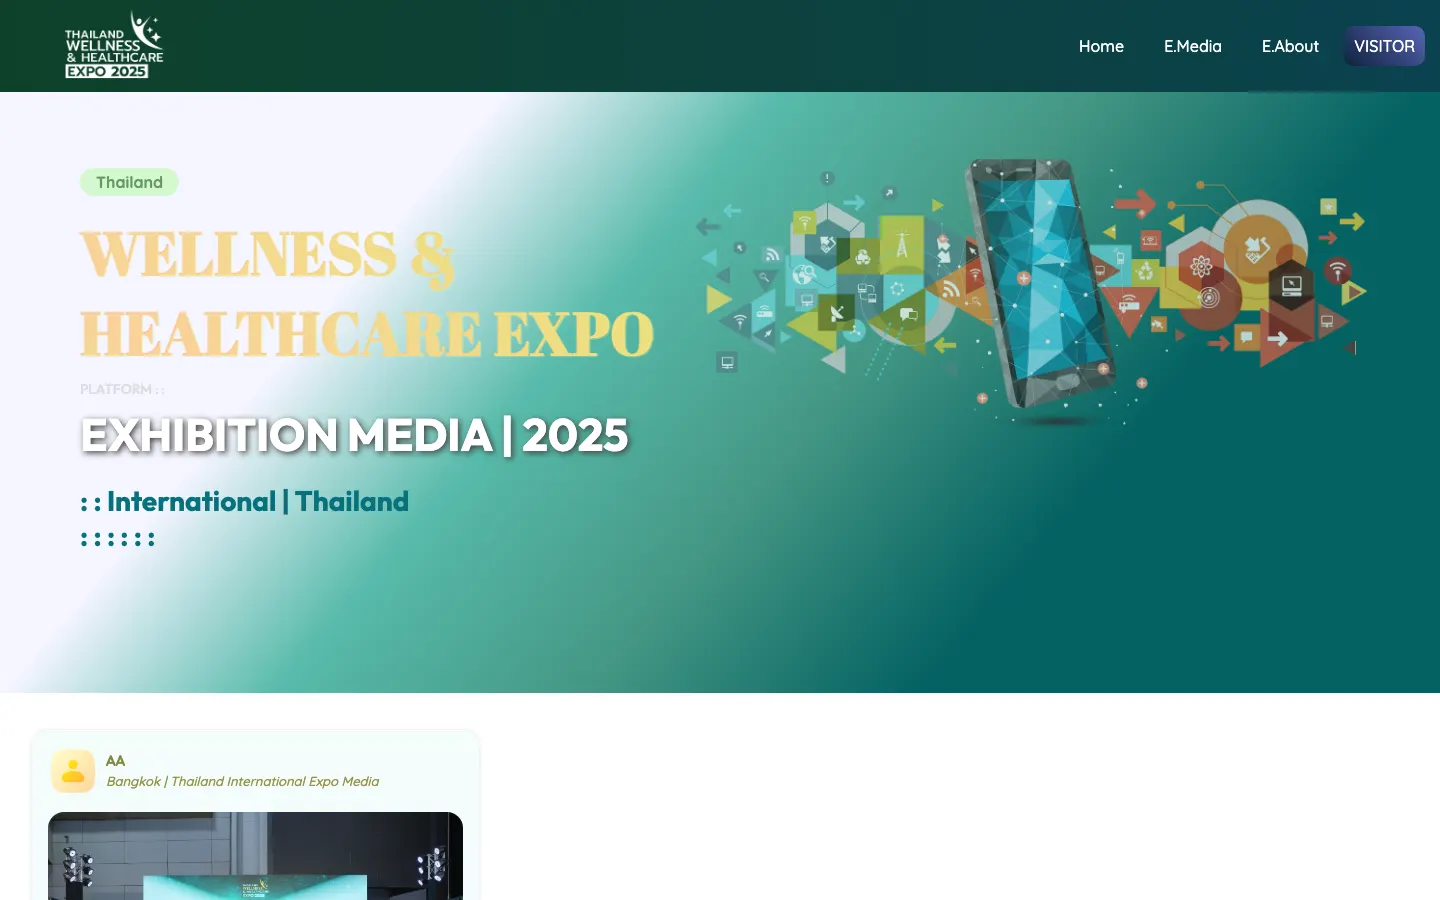 THAILAND
WELLNESS
& HEALTHCARE
EXPO 2025
Home
E.Media
E.About
VISITOR
Thailand
WELLNESS &
HEALTHCARE EXPO
PLATFORM : :
EXHIBITION MEDIA | 2025
: : International | Thailand
: : : : : :
AA
Bangkok | Thailand International Expo Media